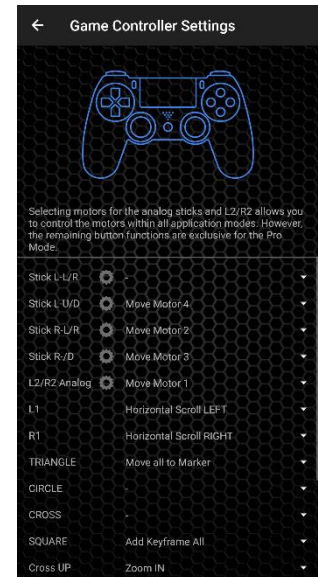 Game Controller Settings
Selecting motors for the analog sticks and L2/R2 allows you
to control the motors within all application modes. However,
the remaining button functions are exclusive for the Pro
Mode.
Stick L-L/R -
Stick L-U/D Move Motor 4
Stick R-L/R Move Motor 2
Stick R-/D Move Motor 3
L2/R2 Analog Move Motor 1
L1 Horizontal Scroll LEFT
R1 Horizontal Scroll RIGHT
TRIANGLE Move all to Marker
CIRCLE -
CROSS -
SQUARE Add Keyframe All
Cross UP Zoom IN